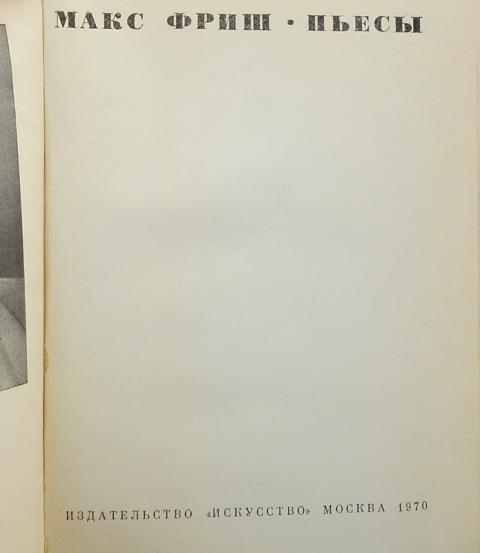 МАКС ФРИШ • ПЬЕСЫ
ИЗДАТЕЛЬСТВО «ИСКУССТВО» МОСКВА 1970